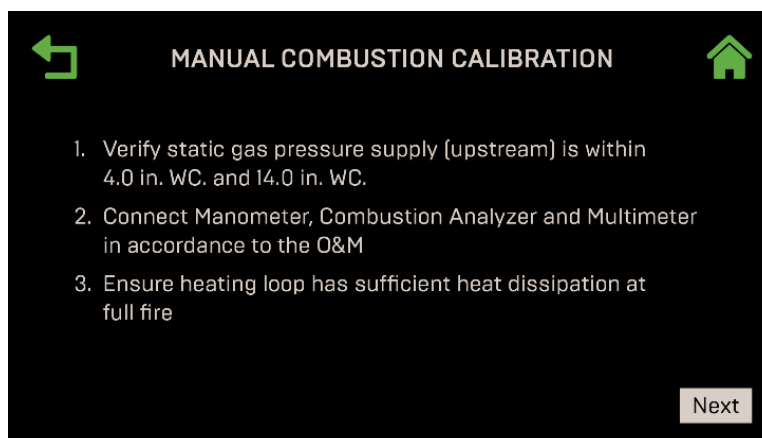 MANUAL COMBUSTION CALIBRATION
1. Verify static gas pressure supply (upstream) is within
4.0 in. WC. and 14.0 in. WC.
2. Connect Manometer, Combustion Analyzer and Multimeter
in accordance to the O&M
3. Ensure heating loop has sufficient heat dissipation at
full fire
Next